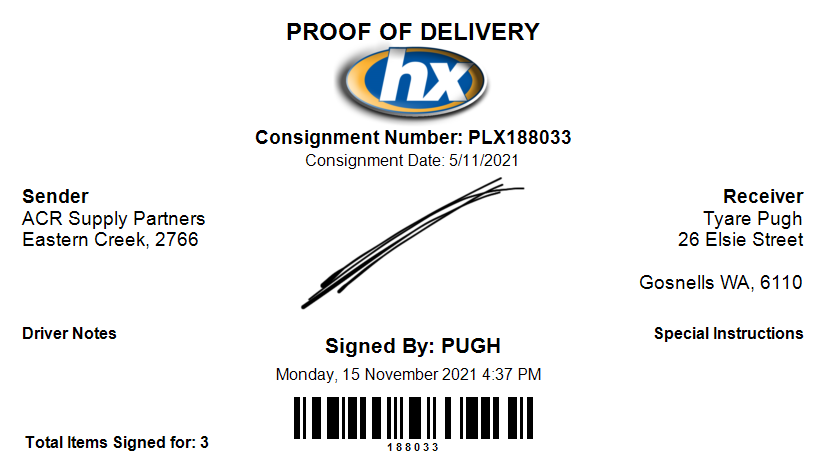 PROOF OF DELIVERY
hx
Consignment Number: PLX188033
Consignment Date: 5/11/2021
Sender
ACR Supply Partners
Eastern Creek, 2766
Receiver
Tyare Pugh
26 Elsie Street
Gosnells WA, 6110
Driver Notes
Special Instructions
Signed By: PUGH
Monday, 15 November 2021 4:37 PM
188033
Total Items Signed for: 3